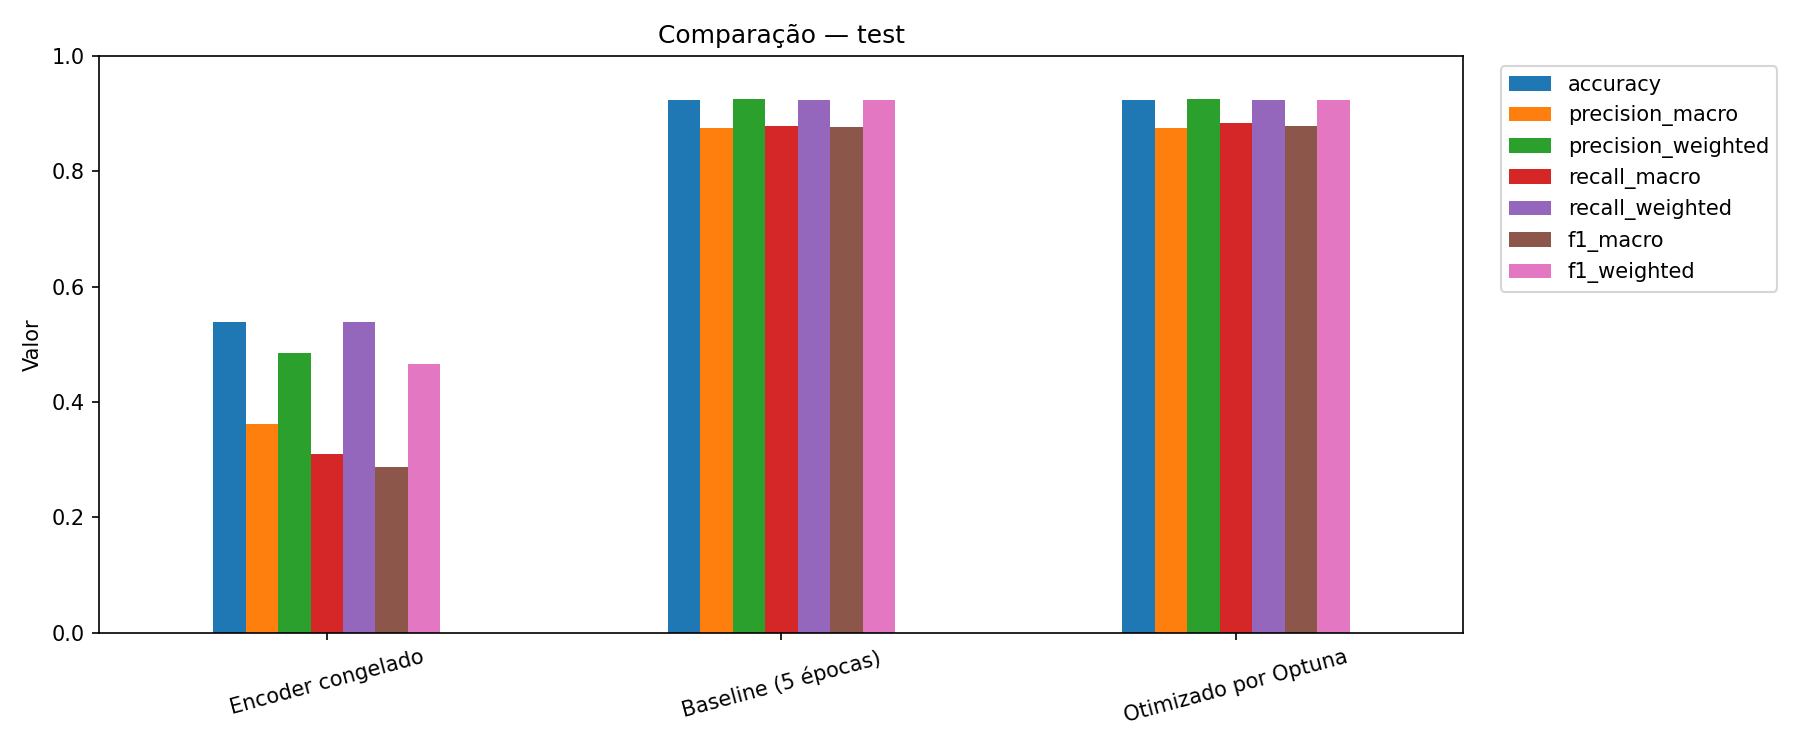 Comparação — test
Valor
1.0
0.8
0.6
0.4
0.2
0.0
Encoder congelado
Baseline (5 épocas)
Otimizado por Optuna
accuracy
precision_macro
precision_weighted
recall_macro
recall_weighted
f1_macro
f1_weighted